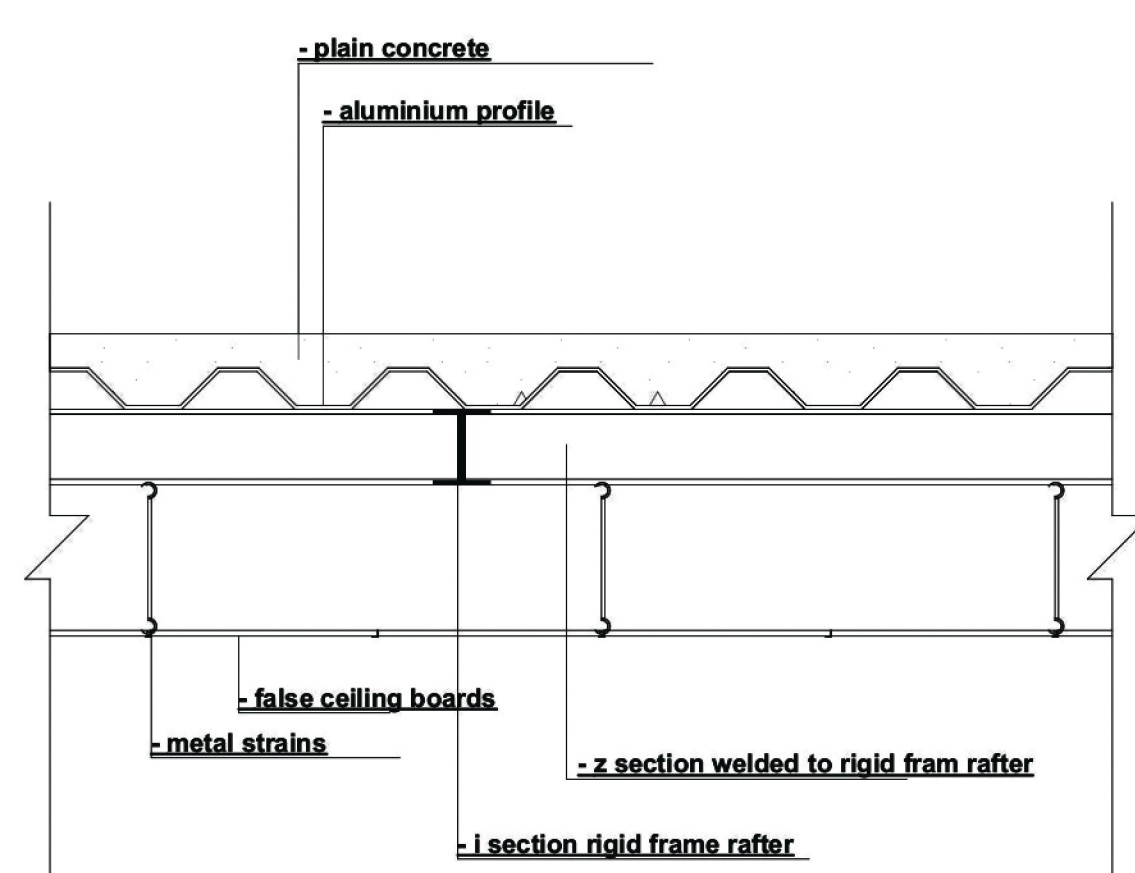 - plain concrete
- aluminium profile
- false ceiling boards
- metal strains
- z section welded to rigid fram rafter
- i section rigid frame rafter